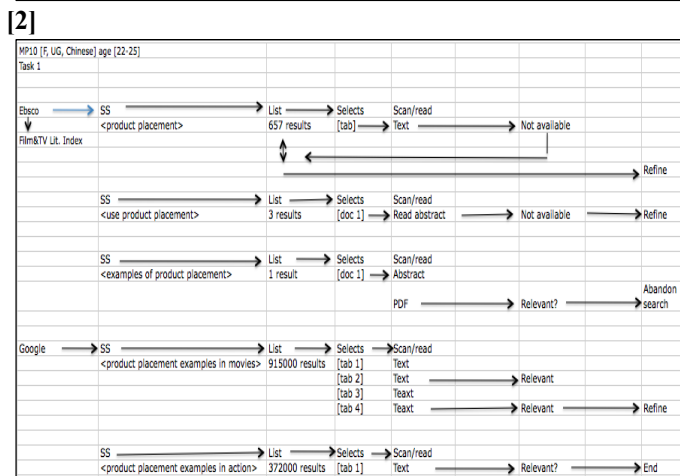 [2]
MP10 [F, UG, Chinese] age [22-25]
Task 1
Ebsco SS List Selects Scan/read
<product placement> 657 results [tab] Text Not available
Film&TV Lit. Index
Refine
SS List Selects Scan/read
<use product placement> 3 results [doc 1] Read abstract Not available Refine
SS List Selects Scan/read
<examples of product placement> 1 result [doc 1] Abstract
Abandon
PDF Relevant? search
Google SS List Selects Scan/read
<product placement examples in movies> 915000 results [tab 1] Text
[tab 2] Text Relevant
[tab 3] Teaxt
[tab 4] Teaxt Relevant Refine
SS List Selects Scan/read
<product placement examples in action> 372000 results [tab 1] Text Relevant? End